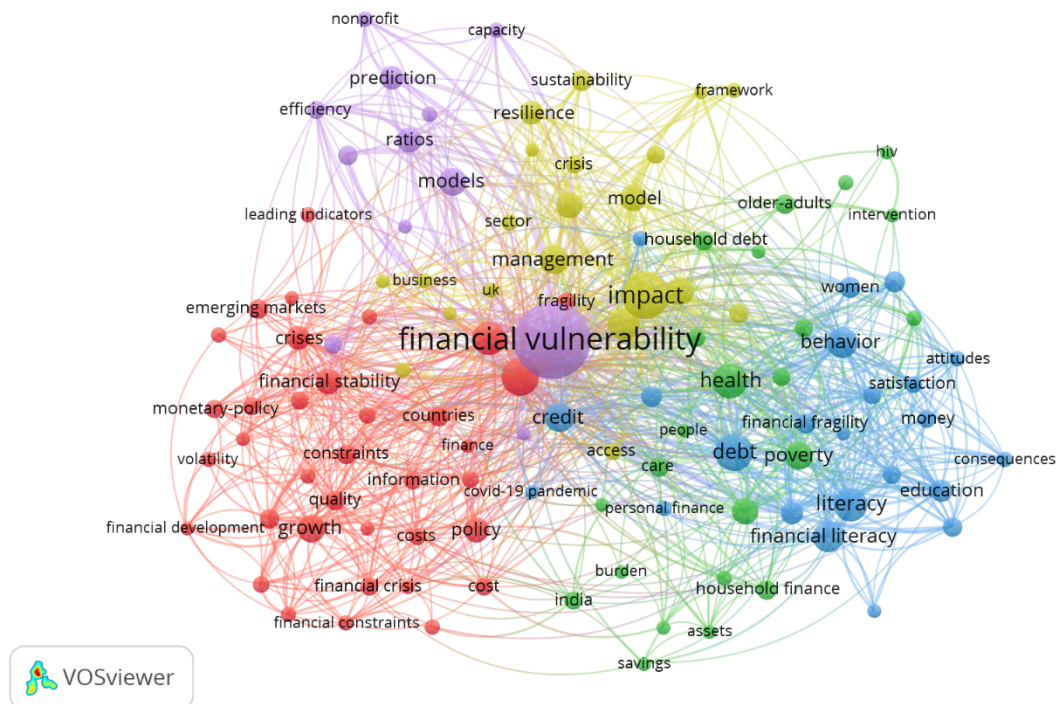 nonprofit
capacity
prediction
sustainability
framework
efficiency
resilience
ratios
hiv
crisis
models
model
older-adults
leading indicators
sector
intervention
household debt
management
business
women
uk
impact
emerging markets
fragility
crises
financial vulnerability
behavior
attitudes
financial stability
health
satisfaction
monetary-policy
countries
credit
financial fragility
money
people
finance
access
debt
poverty
constraints
volatility
care
consequences
information
covid-19 pandemic
education
quality
personal finance
literacy
financial development
growth
costs
policy
financial literacy
burden
financial crisis
cost
household finance
india
financial constraints
assets
savings
VOSviewer